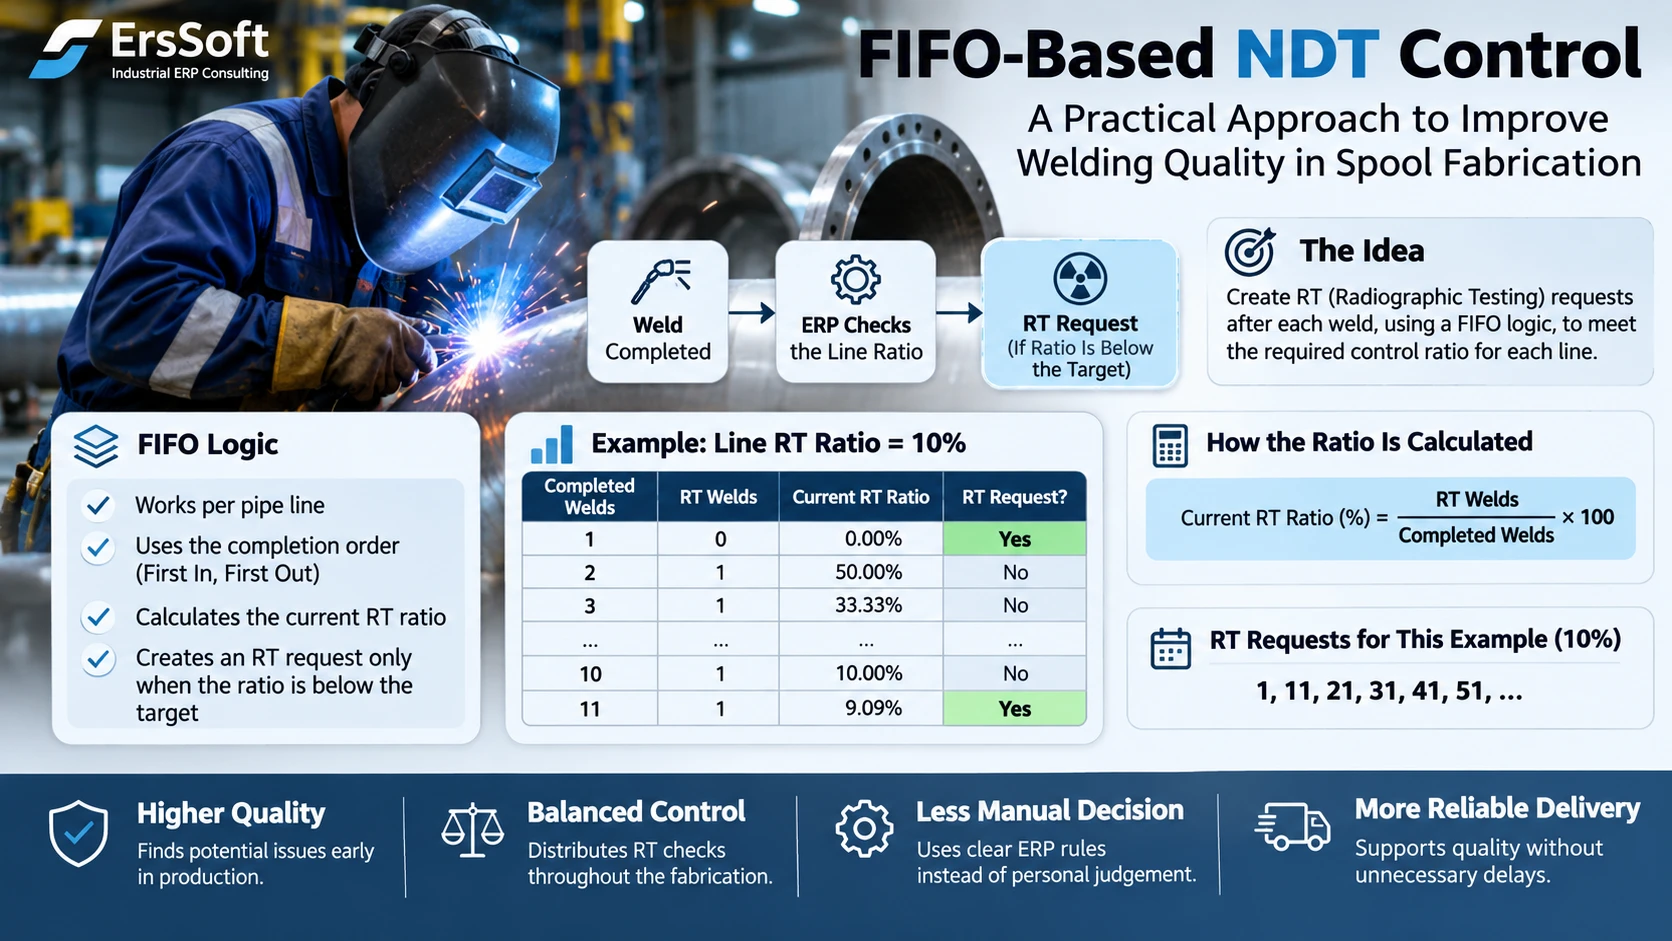 ErsSoft
Industrial ERP Consulting
FIFO-Based NDT Control
A Practical Approach to Improve
Welding Quality in Spool Fabrication
Weld
Completed
ERP Checks
the Line Ratio
RT Request
(If Ratio Is Below
the Target)
The Idea
Create RT (Radiographic Testing) requests
after each weld, using a FIFO logic, to meet
the required control ratio for each line.
FIFO Logic
Works per pipe line
Uses the completion order
(First In, First Out)
Calculates the current RT ratio
Creates an RT request only
when the ratio is below the
target
Example: Line RT Ratio = 10%
Completed Welds RT Welds Current RT Ratio RT Request?
1 0 0.00% Yes
2 1 50.00% No
3 1 33.33% No
... ... ... ...
10 1 10.00% No
11 1 9.09% Yes
How the Ratio Is Calculated
Current RT Ratio (%) = RT Welds / Completed Welds × 100
RT Requests for This Example (10%)
1, 11, 21, 31, 41, 51, ...
Higher Quality
Finds potential issues early
in production.
Balanced Control
Distributes RT checks
throughout the fabrication.
Less Manual Decision
Uses clear ERP rules
instead of personal judgement.
More Reliable Delivery
Supports quality without
unnecessary delays.